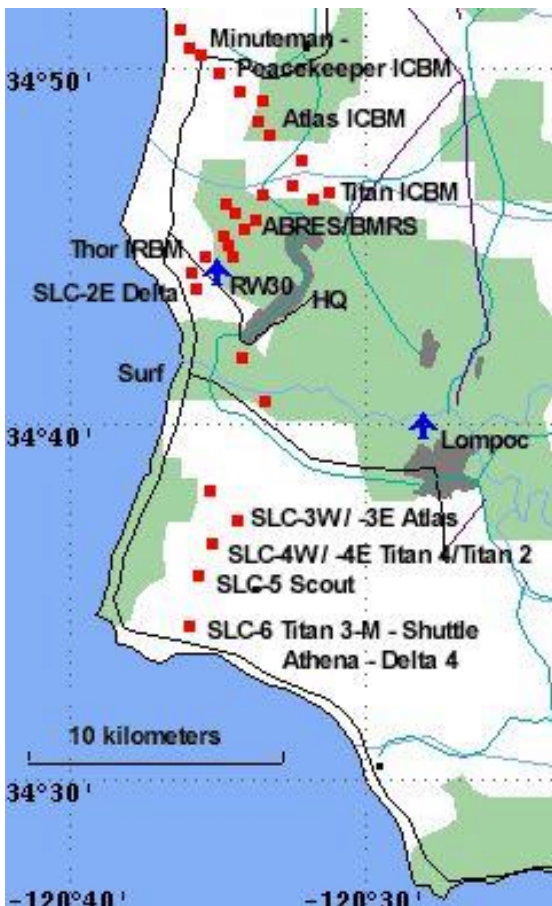 Minuteman -
34°50'
Peacekeeper ICBM
Atlas ICBM
Titan ICBM
ABRES/BMRS
Thor IRBM
RW30
SLC-2E Delta
HQ
Surf
34°40'
Lompoc
SLC-3W / -3E Atlas
SLC-4W / -4E Titan 4/Titan 2
SLC-5 Scout
SLC-6 Titan 3-M - Shuttle
Athena - Delta 4
10 kilometers
34°30'
-120°40'
-120°30'